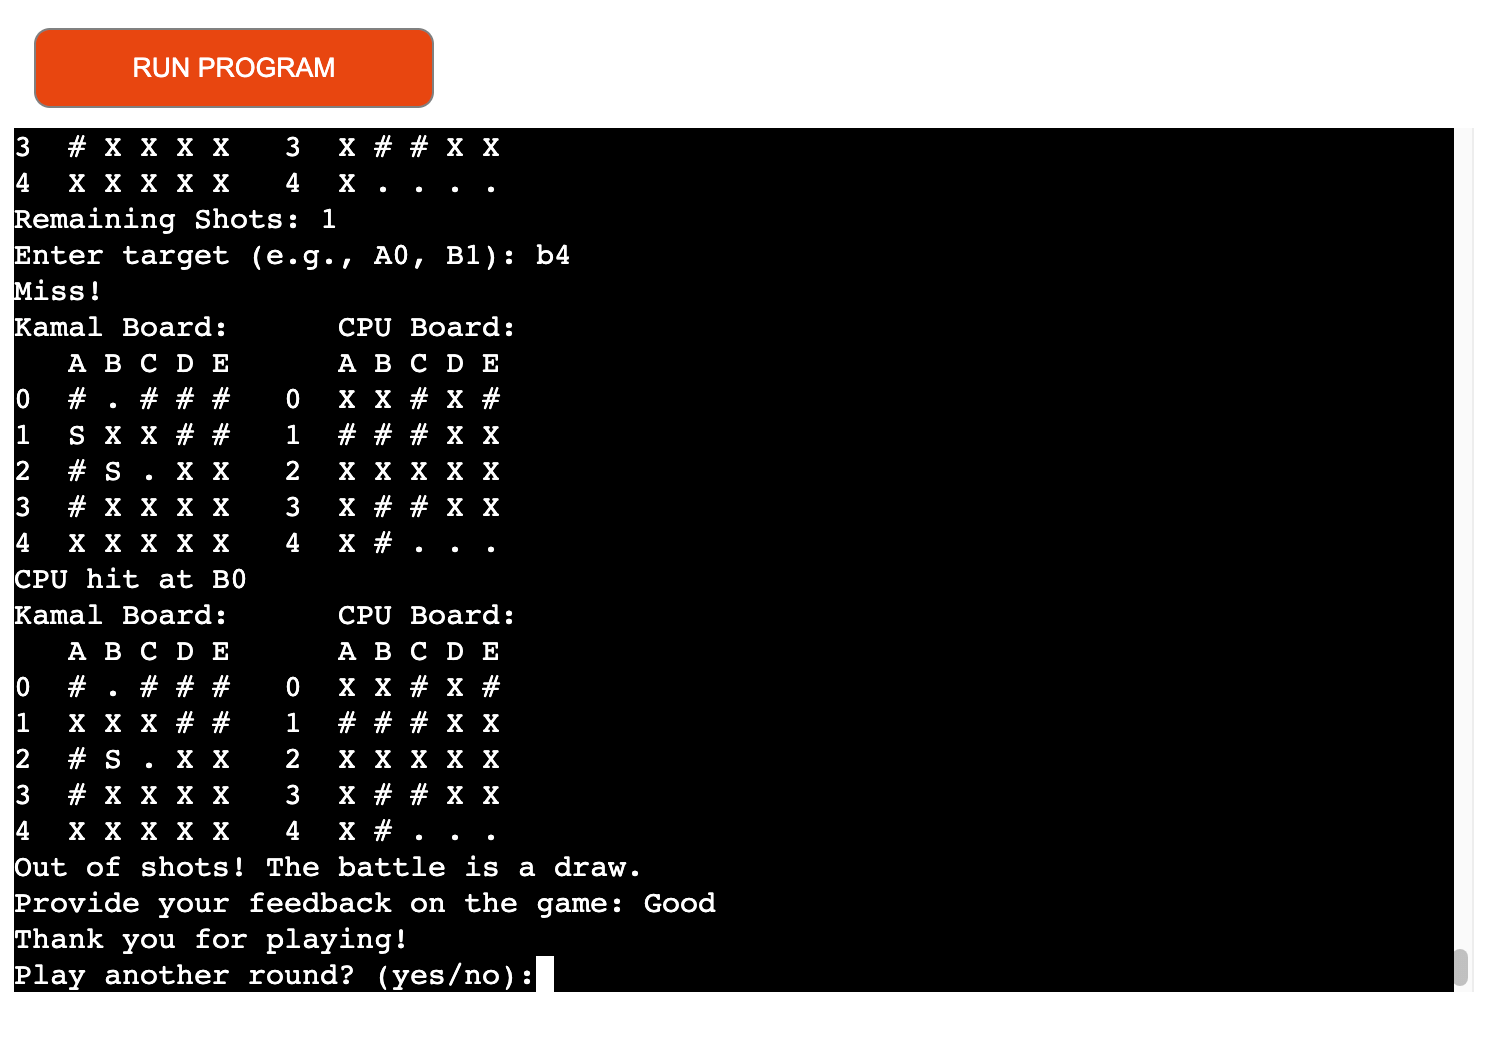 RUN PROGRAM
3  # X X X X   3  X # # X X
4  X X X X X   4  X . . . .
Remaining Shots: 1
Enter target (e.g., A0, B1): b4
Miss!
Kamal Board:      CPU Board:
   A B C D E      A B C D E
0  # . # # #   0  X X # X #
1  S X X # #   1  # # # X X
2  # S . X X   2  X X X X X
3  # X X X X   3  X # # X X
4  X X X X X   4  X # . . .
CPU hit at B0
Kamal Board:      CPU Board:
   A B C D E      A B C D E
0  # . # # #   0  X X # X #
1  X X X # #   1  # # # X X
2  # S . X X   2  X X X X X
3  # X X X X   3  X # # X X
4  X X X X X   4  X # . . .
Out of shots! The battle is a draw.
Provide your feedback on the game: Good
Thank you for playing!
Play another round? (yes/no):